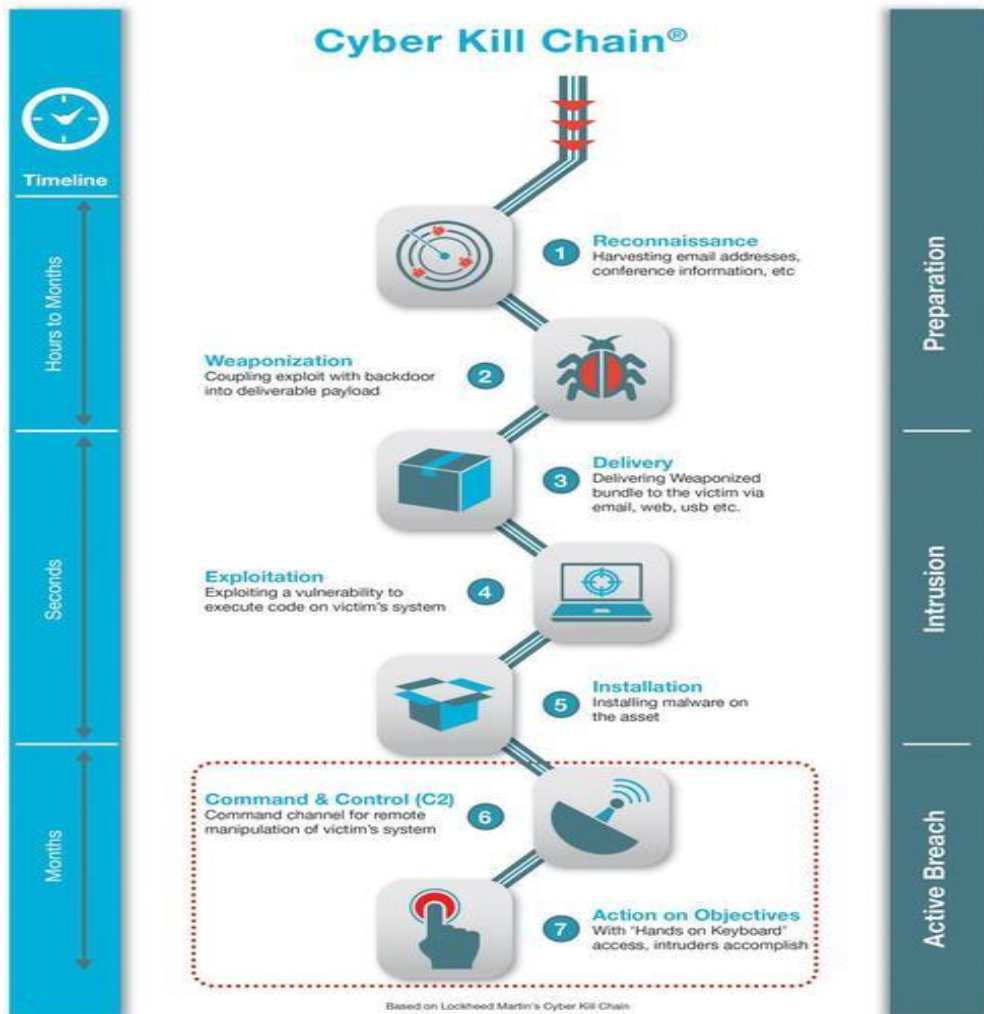 Cyber Kill Chain®
Timeline
Hours to Months
Seconds
Months
1
Reconnaissance
Harvesting email addresses,
conference information, etc
Weaponization
Coupling exploit with backdoor
into deliverable payload
2
3
Delivery
Delivering Weaponized
bundle to the victim via
email, web, usb etc.
Exploitation
Exploiting a vulnerability to
execute code on victim's system
4
5
Installation
Installing malware on
the asset
Command & Control (C2)
Command channel for remote
manipulation of victim's system
6
7
Action on Objectives
With 'Hands on Keyboard'
access, intruders accomplish
Preparation
Intrusion
Active Breach
Based on Lockheed Martin's Cyber Kill Chain